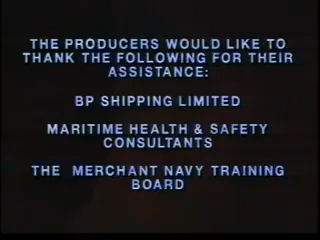 THE PRODUCERS WOULD LIKE TO
THANK THE FOLLOWING FOR THEIR
ASSISTANCE:
BP SHIPPING LIMITED
MARITIME HEALTH & SAFETY
CONSULTANTS
THE MERCHANT NAVY TRAINING
BOARD